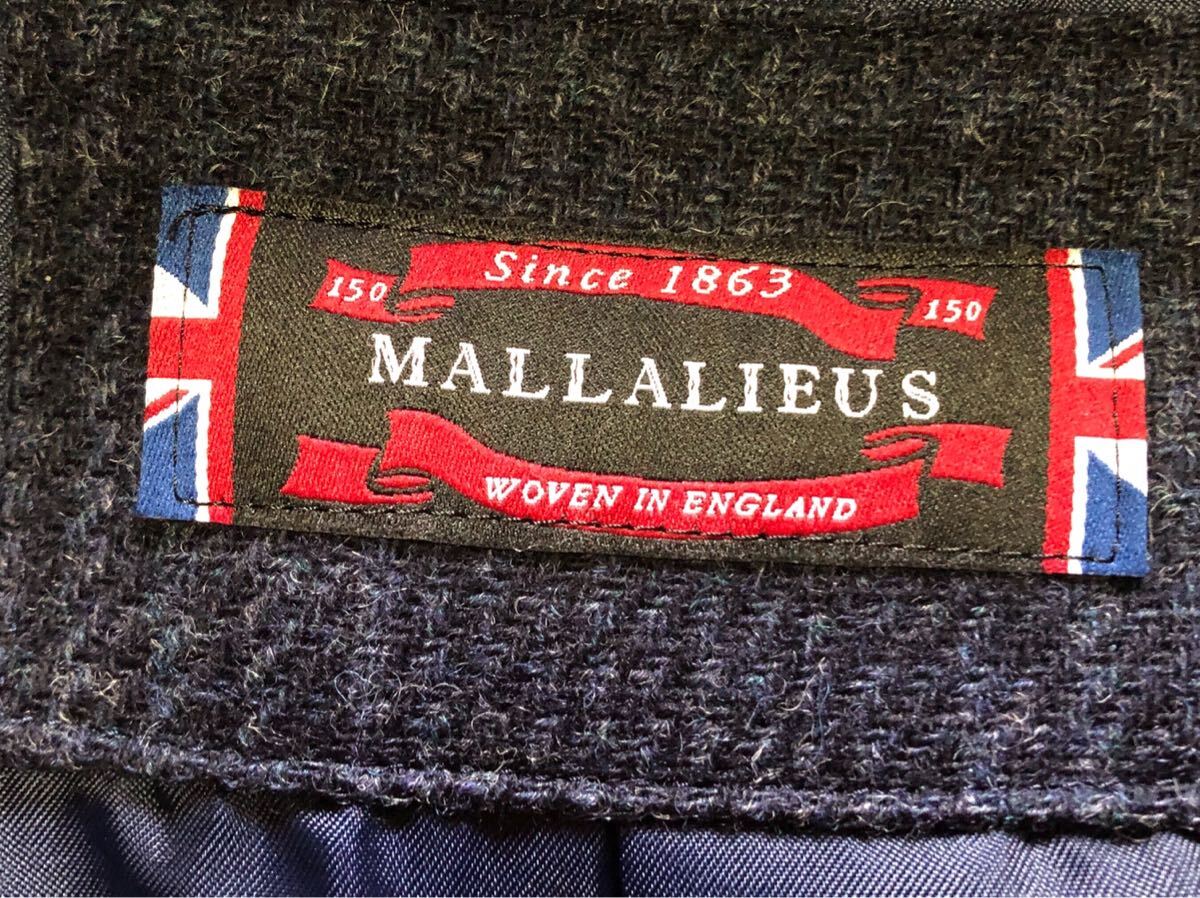 Since 1863
150 150
MALLALIEUS
WOVEN IN ENGLAND